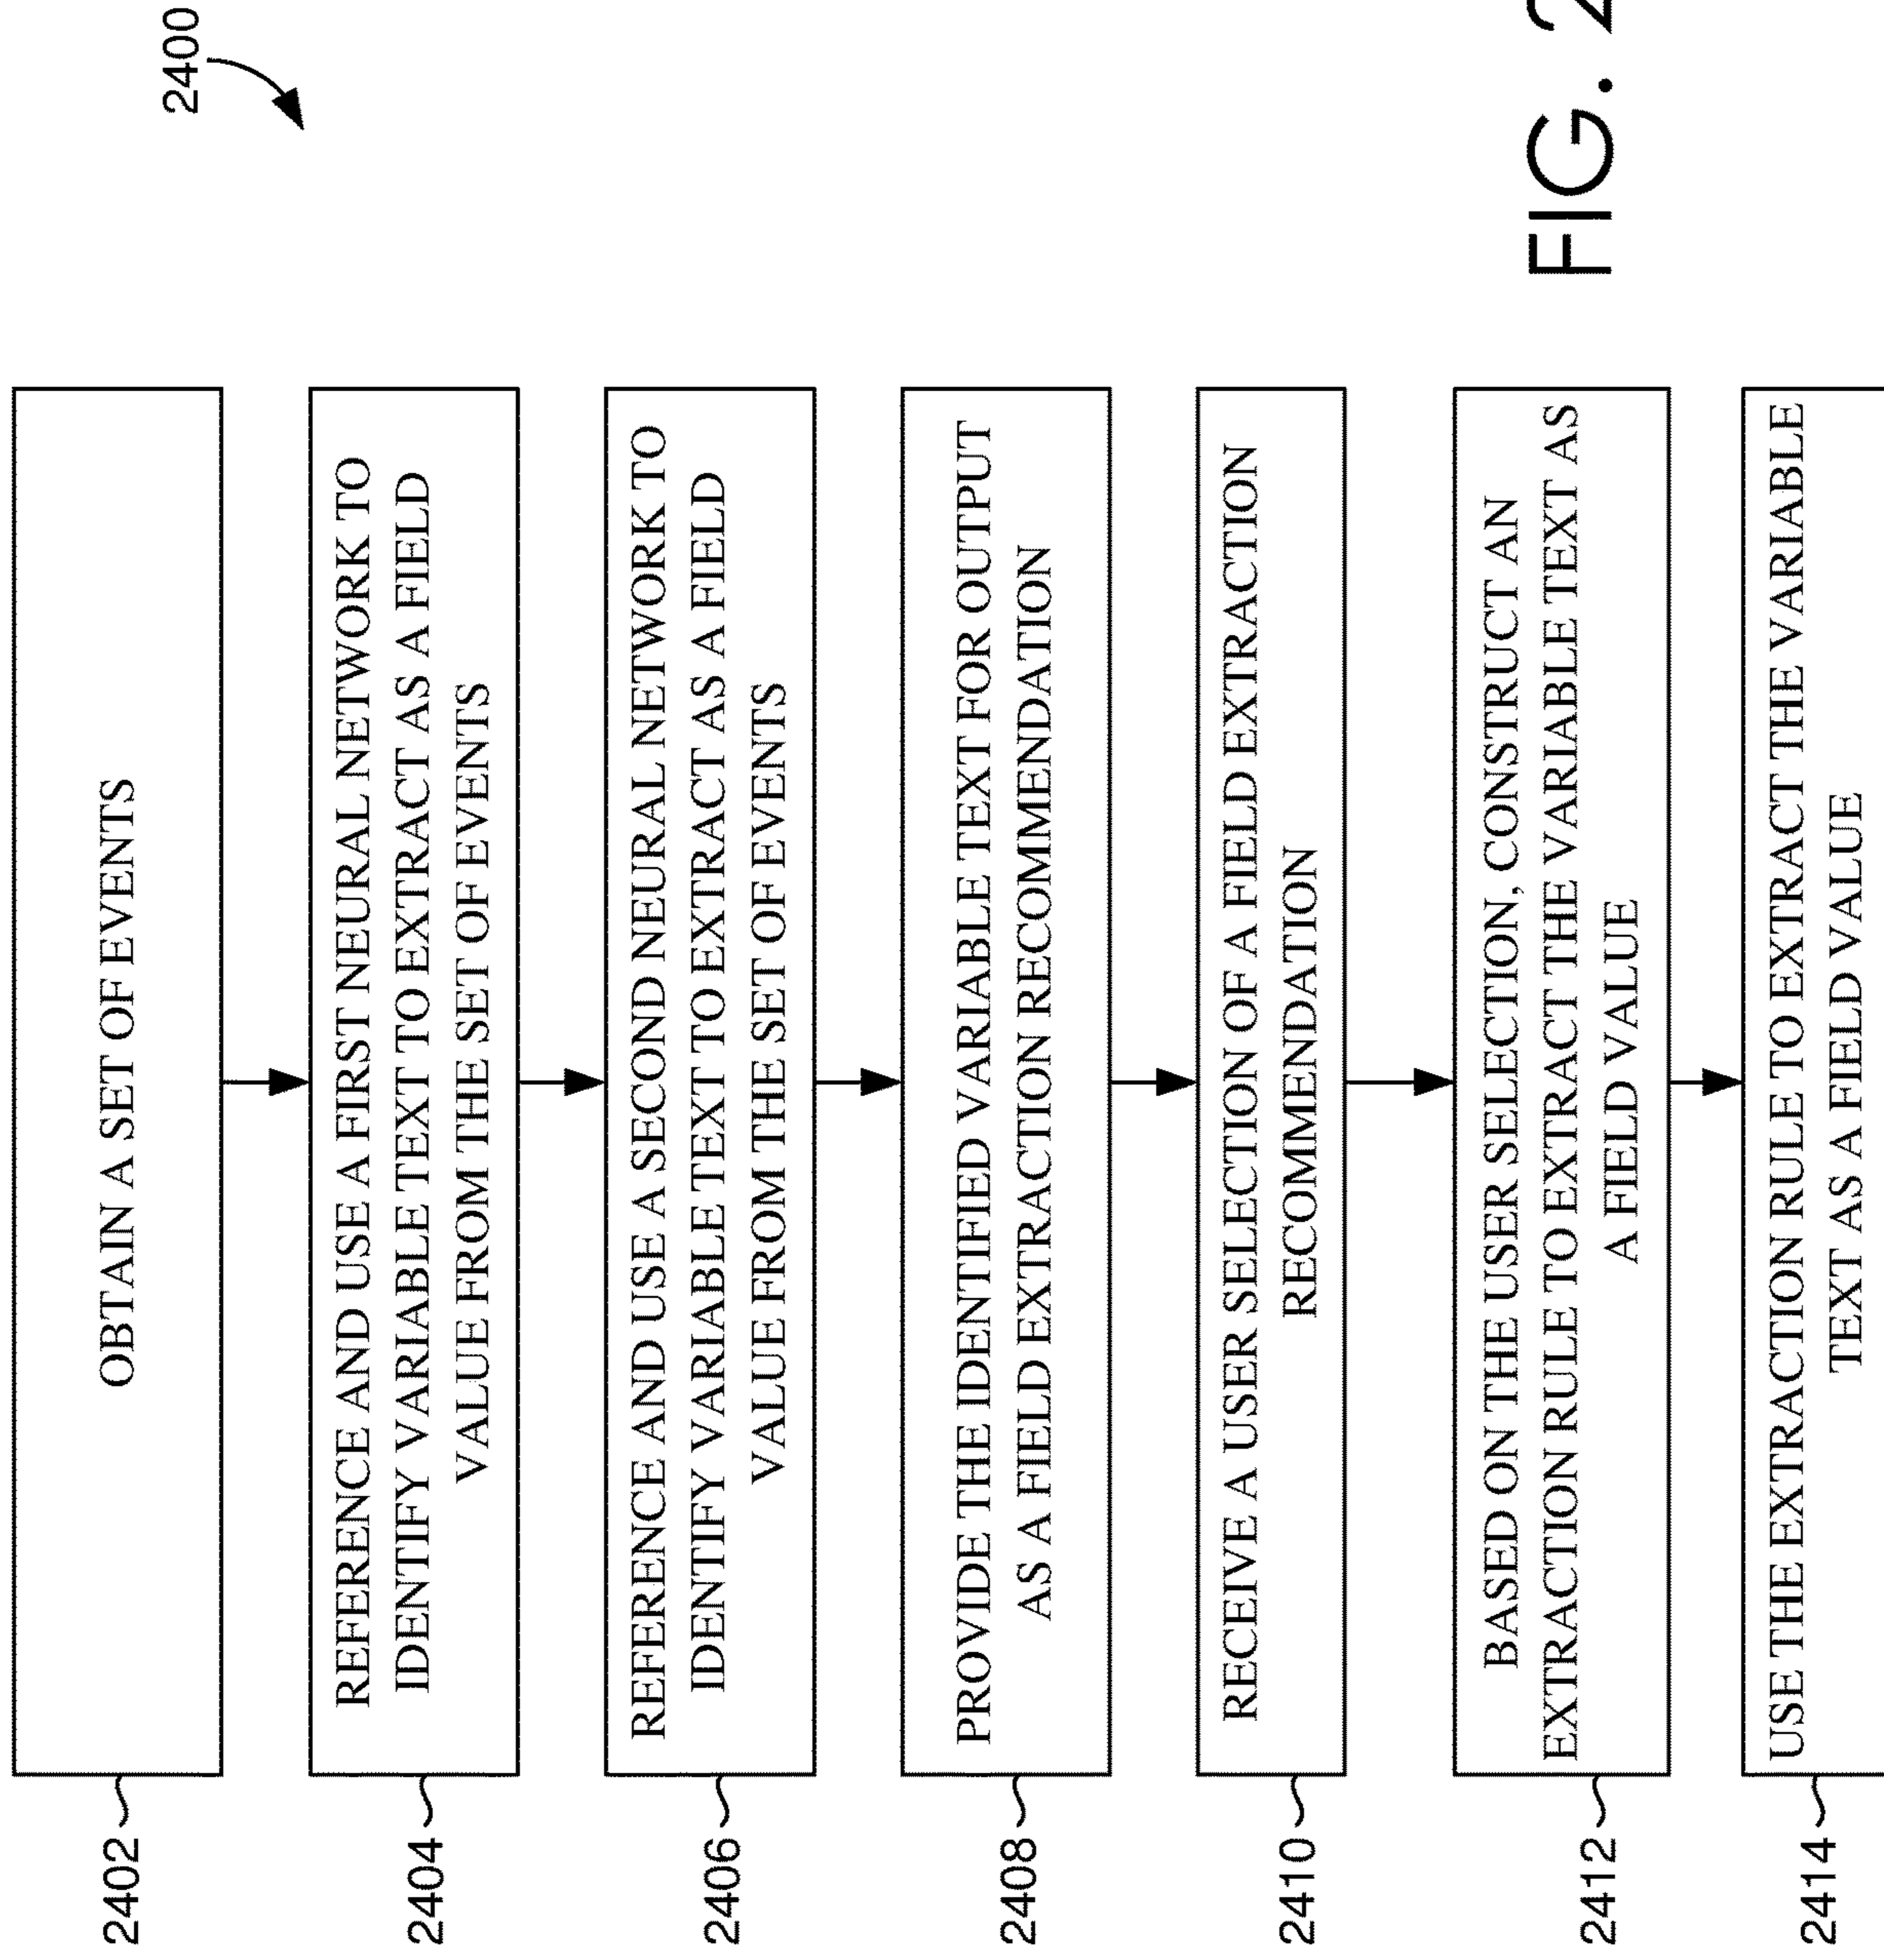 2400
2402
OBTAIN A SET OF EVENTS
2404
REFERENCE AND USE A FIRST NEURAL NETWORK TO
IDENTIFY VARIABLE TEXT TO EXTRACT AS A FIELD
VALUE FROM THE SET OF EVENTS
2406
REFERENCE AND USE A SECOND NEURAL NETWORK TO
IDENTIFY VARIABLE TEXT TO EXTRACT AS A FIELD
VALUE FROM THE SET OF EVENTS
2408
PROVIDE THE IDENTIFIED VARIABLE TEXT FOR OUTPUT
AS A FIELD EXTRACTION RECOMMENDATION
2410
RECEIVE A USER SELECTION OF A FIELD EXTRACTION
RECOMMENDATION
2412
BASED ON THE USER SELECTION, CONSTRUCT AN
EXTRACTION RULE TO EXTRACT THE VARIABLE TEXT AS
A FIELD VALUE
2414
USE THE EXTRACTION RULE TO EXTRACT THE VARIABLE
TEXT AS A FIELD VALUE
FIG. 2